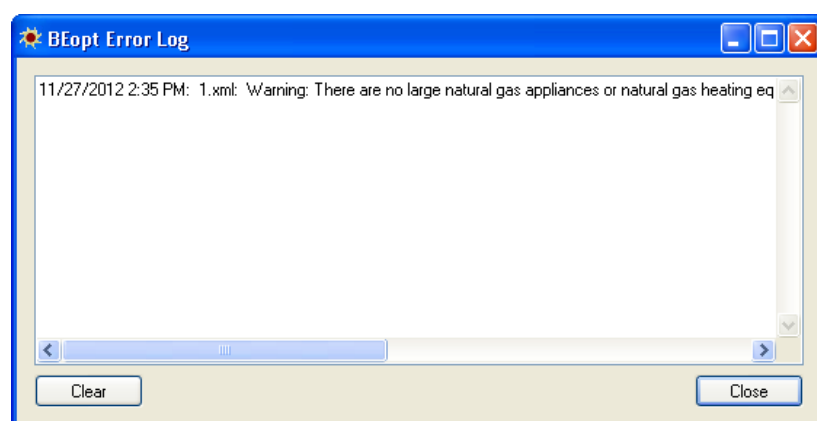 BEopt Error Log
11/27/2012 2:35 PM: 1.xml: Warning: There are no large natural gas appliances or natural gas heating eq
Clear
Close